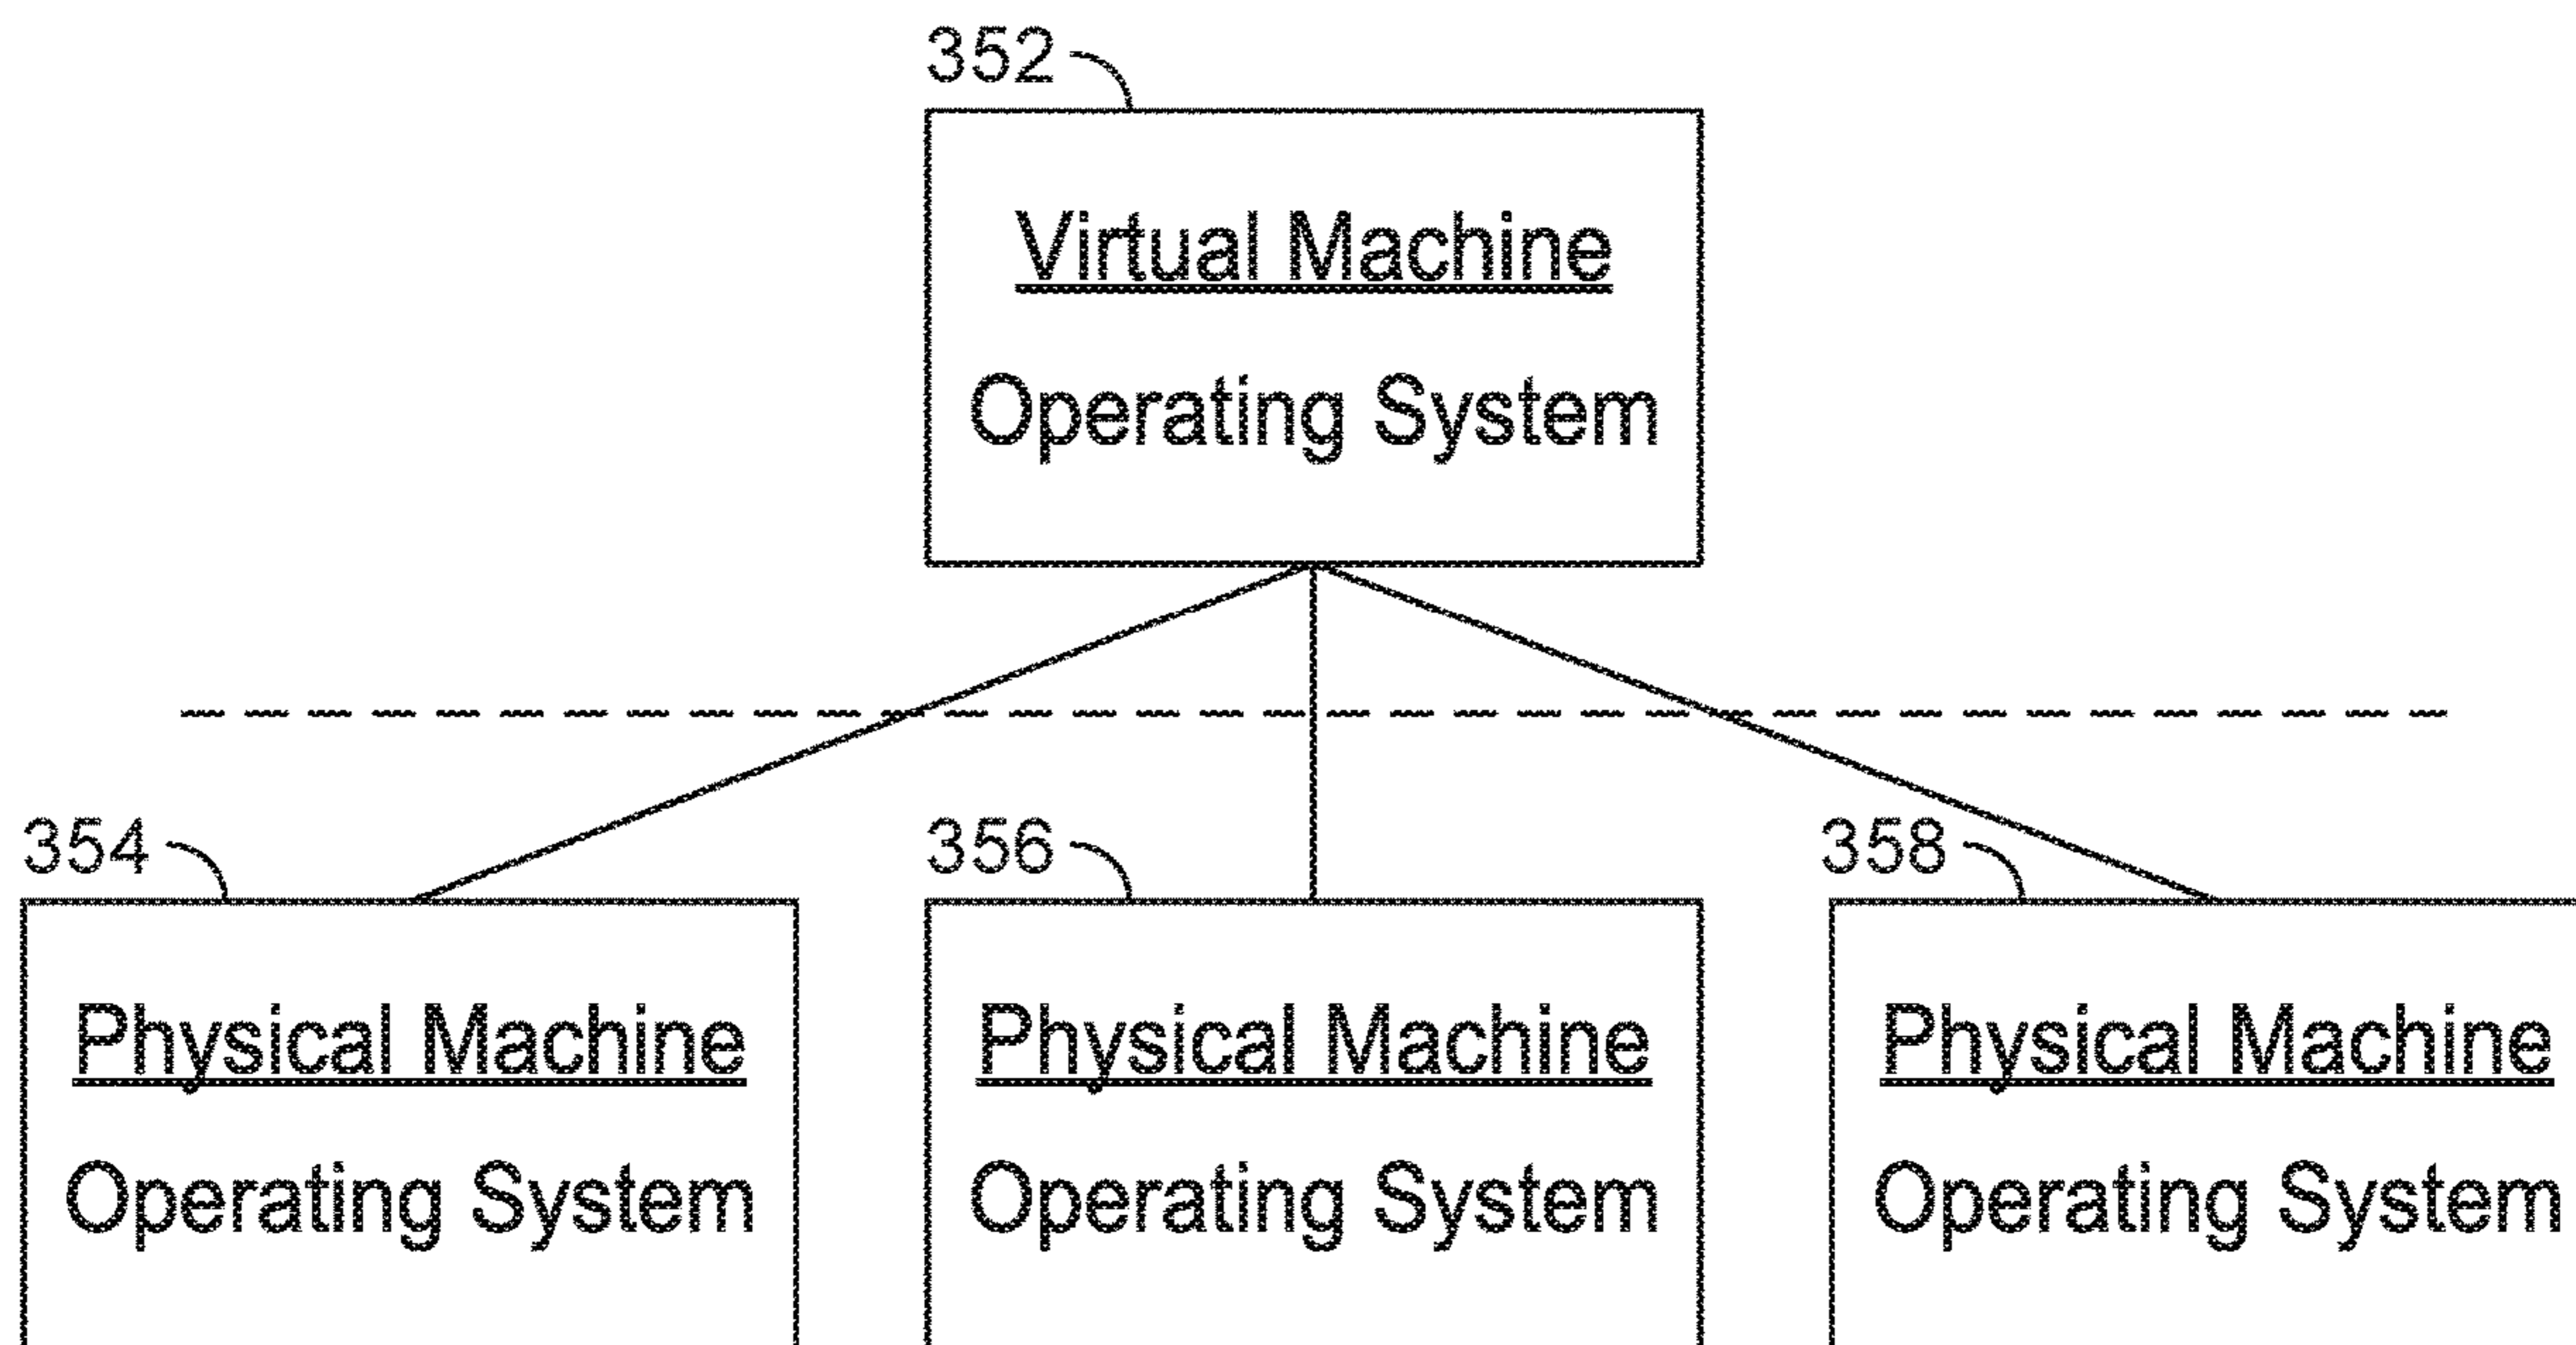 352
Virtual Machine
Operating System
354
356
358
Physical Machine
Operating System
Physical Machine
Operating System
Physical Machine
Operating System